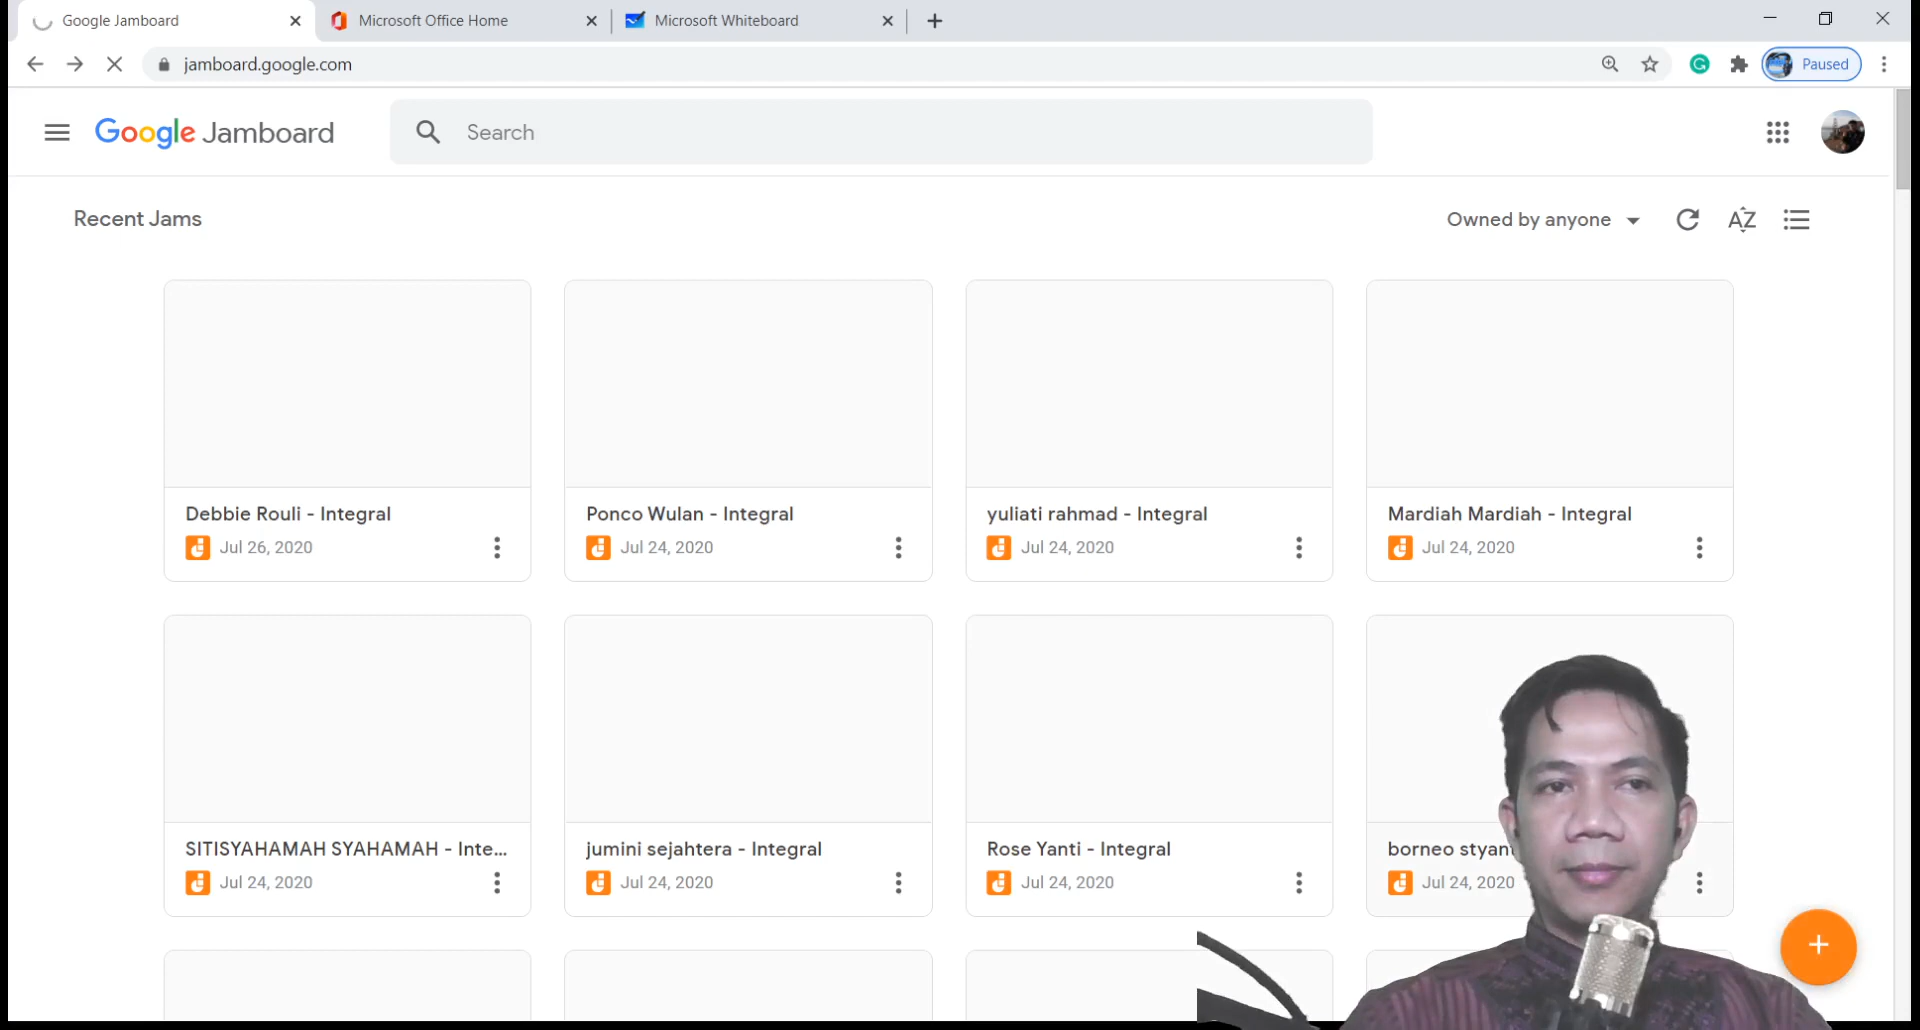 Google Jamboard
Microsoft Office Home
Microsoft Whiteboard
jamboard.google.com
Paused
Google Jamboard
Search
Recent Jams
Owned by anyone
AZ
Debbie Rouli - Integral
Jul 26, 2020
Ponco Wulan - Integral
Jul 24, 2020
yuliati rahmad - Integral
Jul 24, 2020
Mardiah Mardiah - Integral
Jul 24, 2020
SITISYAHAMAH SYAHAMAH - Inte...
Jul 24, 2020
jumini sejahtera - Integral
Jul 24, 2020
Rose Yanti - Integral
Jul 24, 2020
borneo
Jul 24, 2020